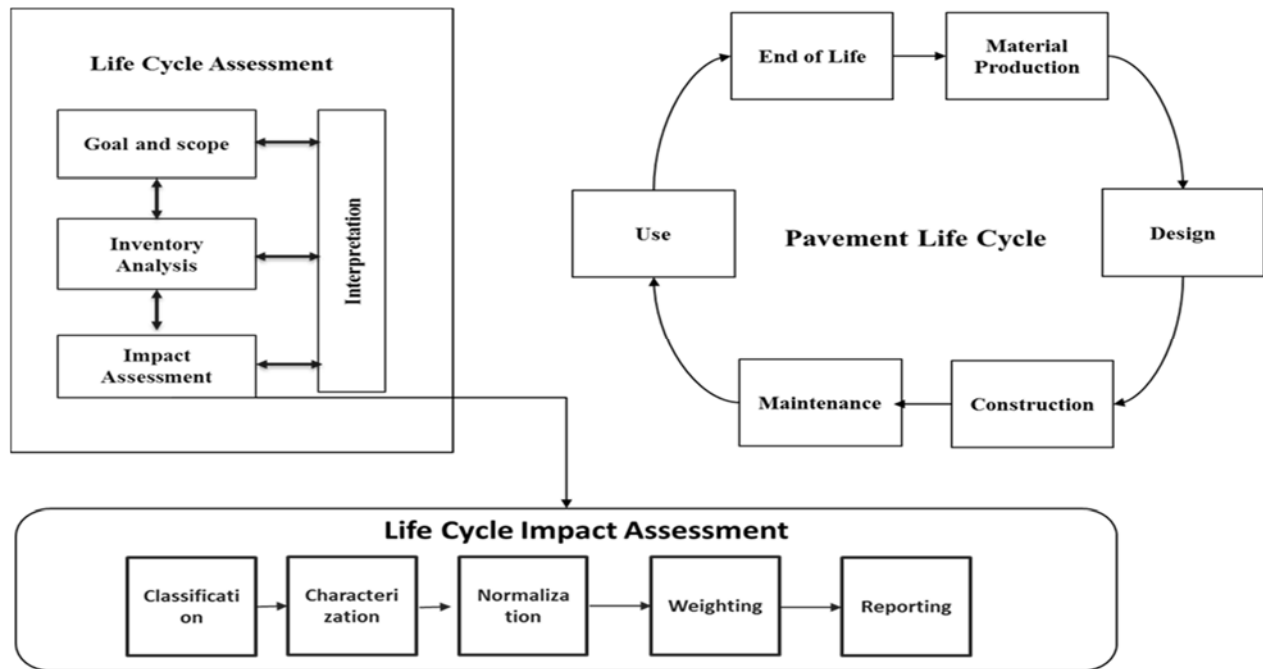 Life Cycle Assessment
Goal and scope
Inventory
Analysis
Impact
Assessment
Interpretation
End of Life
Material
Production
Use
Pavement Life Cycle
Design
Maintenance
Construction
Life Cycle Impact Assessment
Classificati
on
Characteri
zation
Normaliza
tion
Weighting
Reporting